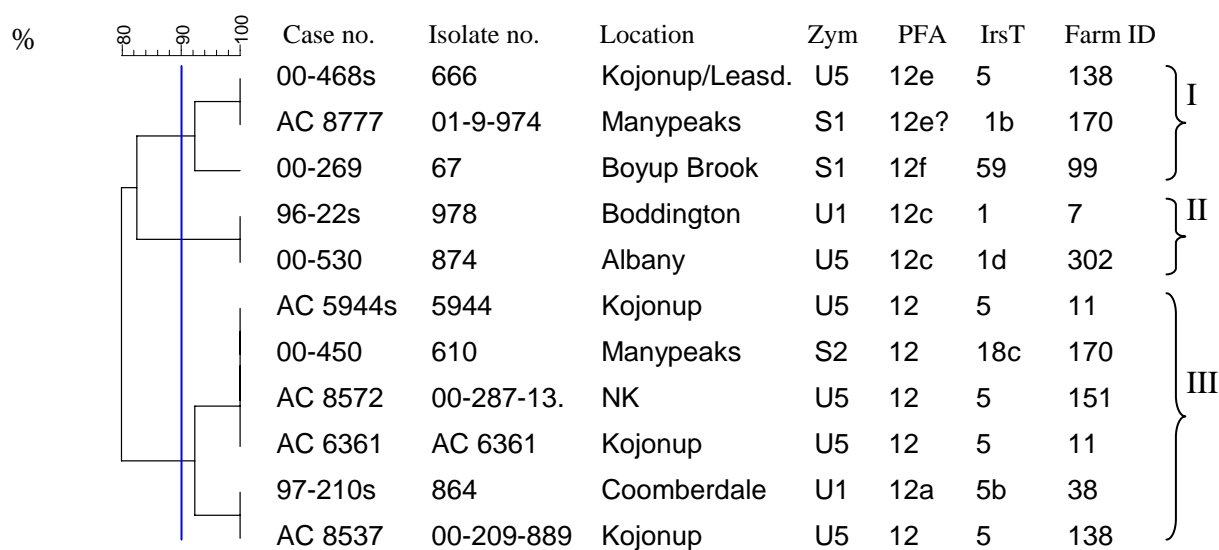 % 80 90 100 Case no. Isolate no. Location Zym PFA IrsT Farm ID
00-468s 666 Kojonup/Leasd. U5 12e 5 138
AC 8777 01-9-974 Manypeaks S1 12e? 1b 170
00-269 67 Boyup Brook S1 12f 59 99
96-22s 978 Boddington U1 12c 1 7
00-530 874 Albany U5 12c 1d 302
AC 5944s 5944 Kojonup U5 12 5 11
00-450 610 Manypeaks S2 12 18c 170
AC 8572 00-287-13. NK U5 12 5 151
AC 6361 AC 6361 Kojonup U5 12 5 11
97-210s 864 Coomberdale U1 12a 5b 38
AC 8537 00-209-889 Kojonup U5 12 5 138
I
II
III